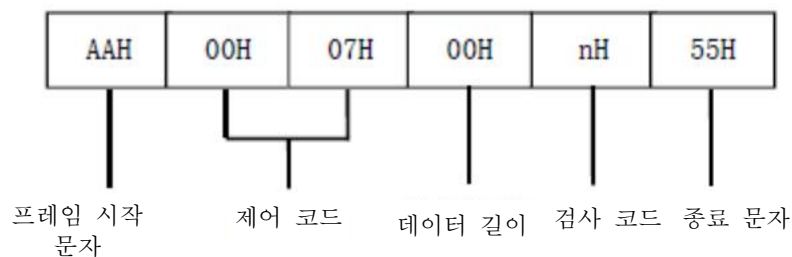 AAH 00H 07H 00H nH 55H
프레임 시작 문자
제어 코드
데이터 길이
검사 코드
종료 문자